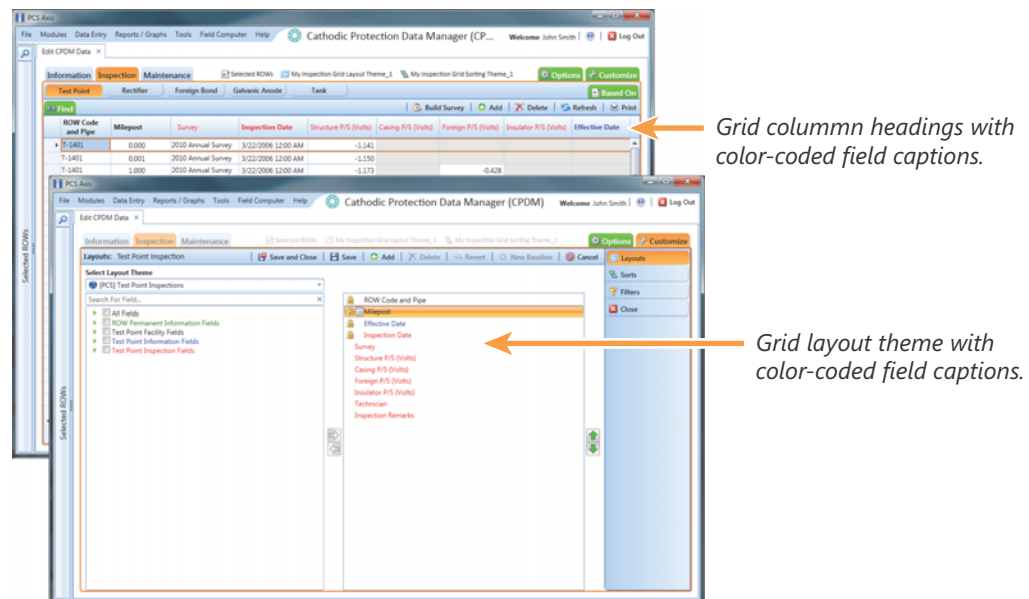 PCS Axis
File Modules Data Entry Reports / Graphs Tools Field Computer Help Cathodic Protection Data Manager (CP... Welcome John Smith Log Out
Edit CPDM Data ×
Information Inspection Maintenance Selected ROWs My Inspection Grid Layout Theme_1 My Inspection Grid Sorting Theme_1 Options Customize
Test Point Rectifier Foreign Bond Galvanic Anode Tank Based On
Find Build Survey Add Delete Refresh Print
ROW Code and Pipe Milepost Survey Inspection Date Structure P/S (Volts) Casing P/S (Volts) Foreign P/S (Volts) Insulator P/S (Volts) Effective Date
T-1401 0.000 2010 Annual Survey 3/22/2006 12:00 AM -1.141
T-1401 0.001 2010 Annual Survey 3/22/2006 12:00 AM -1.150
T-1401 1.000 2010 Annual Survey 3/22/2006 12:00 AM -1.173 -0.428
Selected ROWs
Grid colummn headings with
color-coded field captions.
PCS Axis
File Modules Data Entry Reports / Graphs Tools Field Computer Help Cathodic Protection Data Manager (CPDM) Welcome John Smith Log Out
Edit CPDM Data ×
Information Inspection Maintenance Selected ROWs My Inspection Grid Layout Theme_1 My Inspection Grid Sorting Theme_1 Options Customize
Layouts: Test Point Inspection Save and Close Save Add Delete Revert New Baseline Cancel Layouts
Select Layout Theme Sorts
[PCS] Test Point Inspections Filters
Search For Field... ROW Code and Pipe Close
All Fields Milepost
ROW Permanent Information Fields Effective Date
Test Point Facility Fields Inspection Date
Test Point Information Fields Survey
Test Point Inspection Fields Structure P/S (Volts)
Casing P/S (Volts)
Foreign P/S (Volts)
Insulator P/S (Volts)
Technician
Inspection Remarks
Selected ROWs
Grid layout theme with
color-coded field captions.